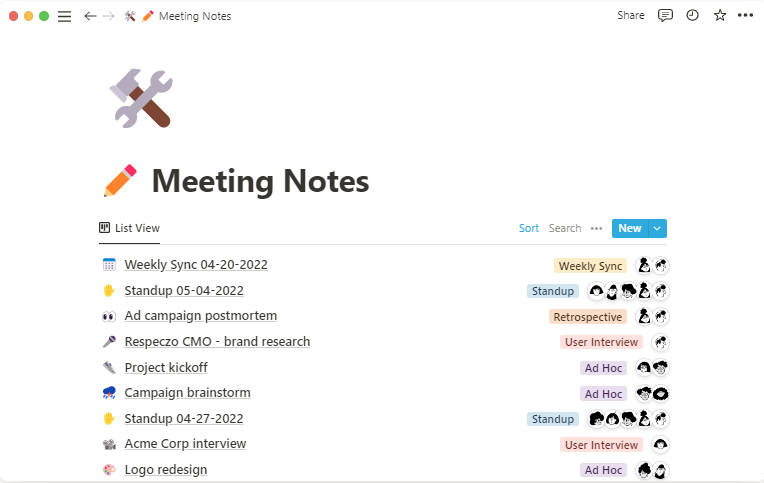 Meeting Notes
Share
Meeting Notes
List View
Sort Search New
Weekly Sync 04-20-2022 Weekly Sync
Standup 05-04-2022 Standup
Ad campaign postmortem Retrospective
Respeczo CMO - brand research User Interview
Project kickoff Ad Hoc
Campaign brainstorm Ad Hoc
Standup 04-27-2022 Standup
Acme Corp interview User Interview
Logo redesign Ad Hoc